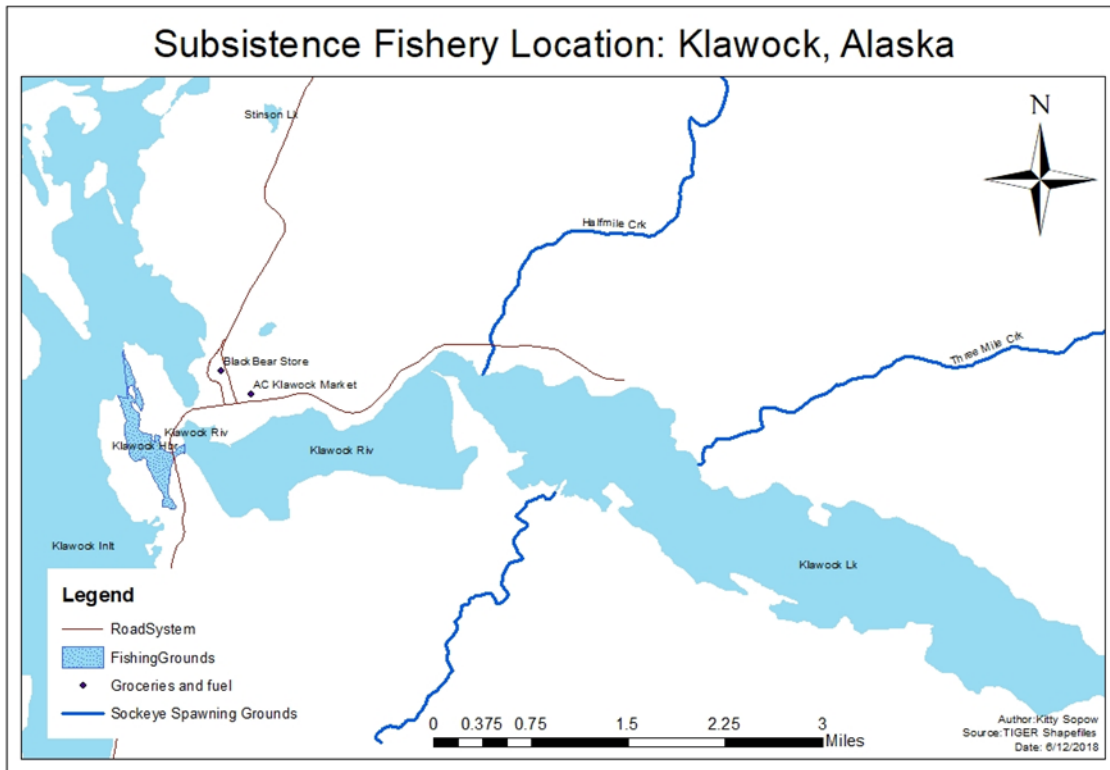 Subsistence Fishery Location: Klawock, Alaska
N
Stinson Lk
Halfmile Crk
Three Mile Crk
Black Bear Store
AC Klawock Market
Klawock Riv
Klawock Hbr
Klawock Riv
Klawock Inlt
Klawock Lk
Legend
RoadSystem
FishingGrounds
Groceries and fuel
Sockeye Spawning Grounds
0 0.375 0.75 1.5 2.25 3
Miles
Author:Kitty Sopow
Source:TIGER Shapefiles
Date: 6/12/2018